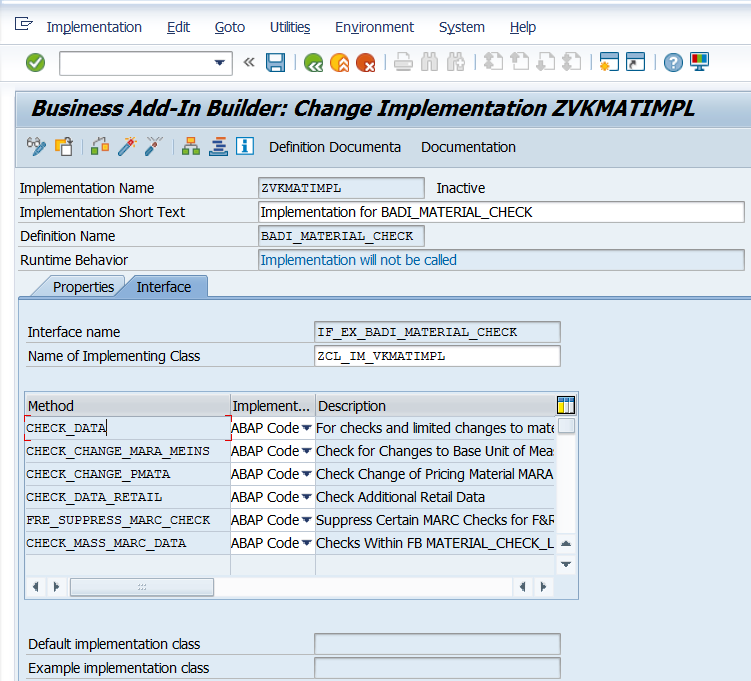 Implementation Edit Goto Utilities Environment System Help
Business Add-In Builder: Change Implementation ZVKMATIMPL
Definition Documenta Documentation
Implementation Name ZVKMATIMPL Inactive
Implementation Short Text Implementation for BADI_MATERIAL_CHECK
Definition Name BADI_MATERIAL_CHECK
Runtime Behavior Implementation will not be called
Properties Interface
Interface name IF_EX_BADI_MATERIAL_CHECK
Name of Implementing Class ZCL_IM_VKMATIMPL
Method Implement... Description
CHECK_DATA ABAP Code For checks and limited changes to mate
CHECK_CHANGE_MARA_MEINS ABAP Code Check for Changes to Base Unit of Meas
CHECK_CHANGE_PMATA ABAP Code Check Change of Pricing Material MARA
CHECK_DATA_RETAIL ABAP Code Check Additional Retail Data
FRE_SUPPRESS_MARC_CHECK ABAP Code Suppress Certain MARC Checks for F&R
CHECK_MASS_MARC_DATA ABAP Code Checks Within FB MATERIAL_CHECK_L
Default implementation class
Example implementation class